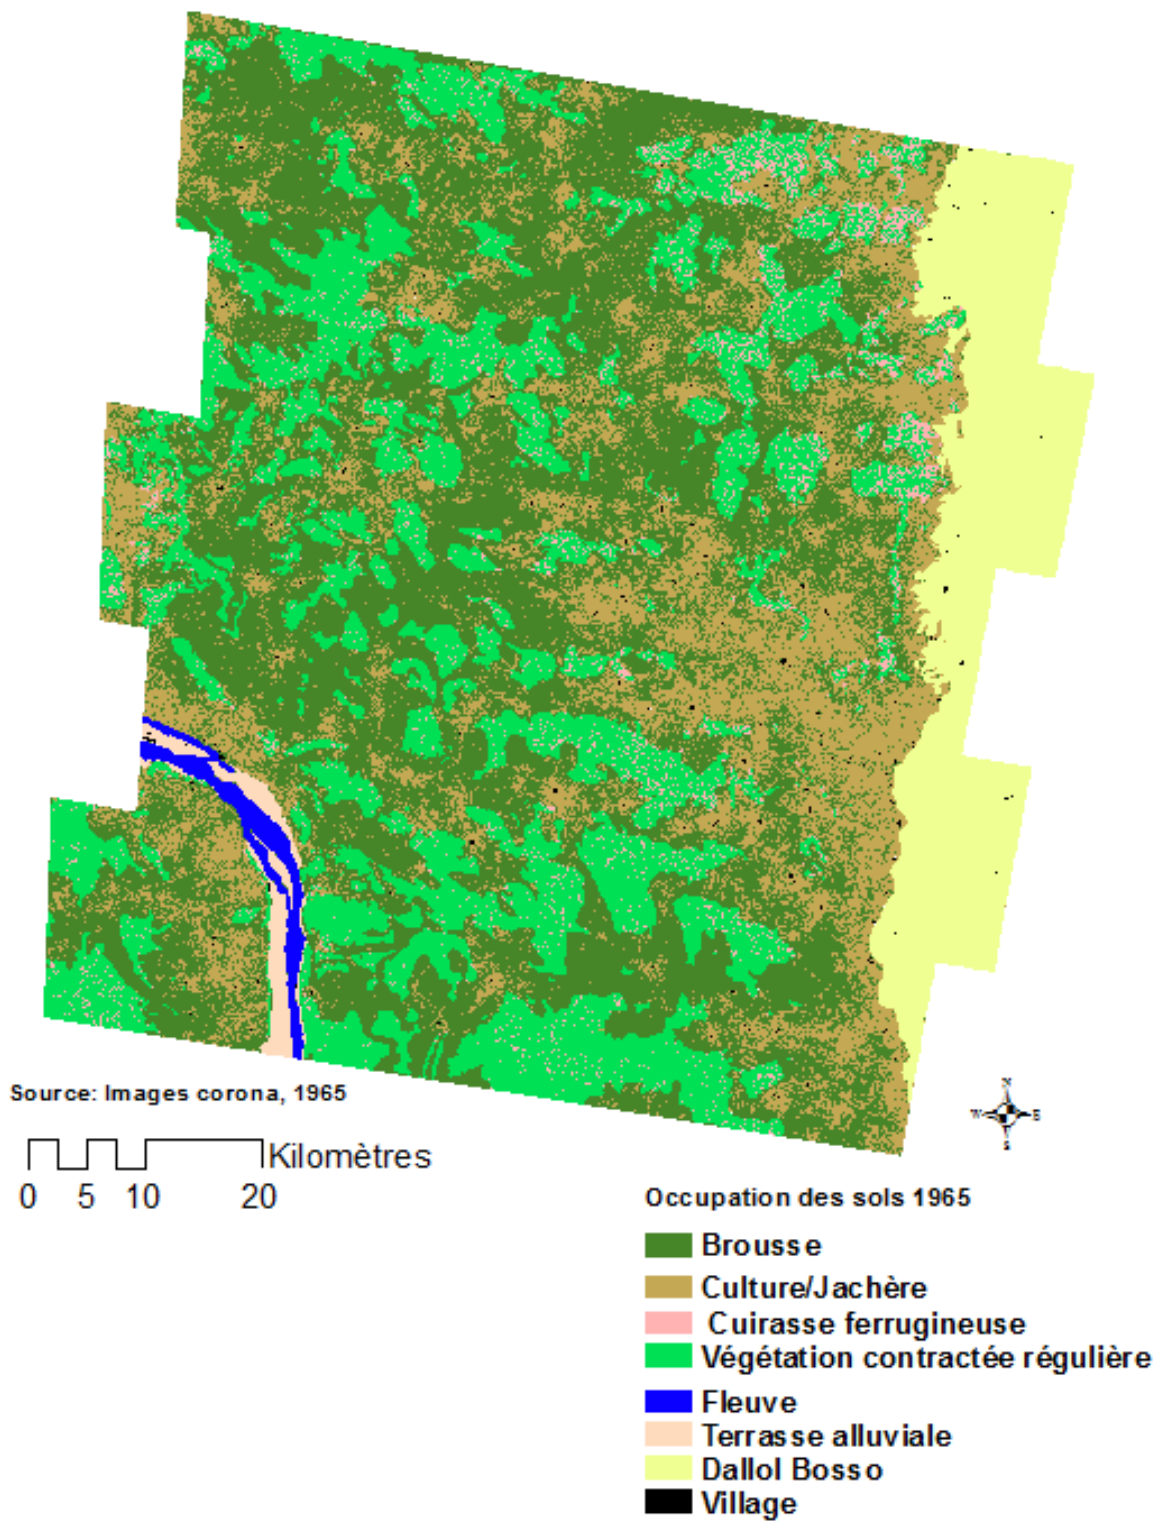 Source: Images corona, 1965
N
W E
S
Kilomètres
0 5 10 20
Occupation des sols 1965
Brousse
Culture/Jachère
Cuirasse ferrugineuse
Végétation contractée régulière
Fleuve
Terrasse alluviale
Dallol Bosso
Village